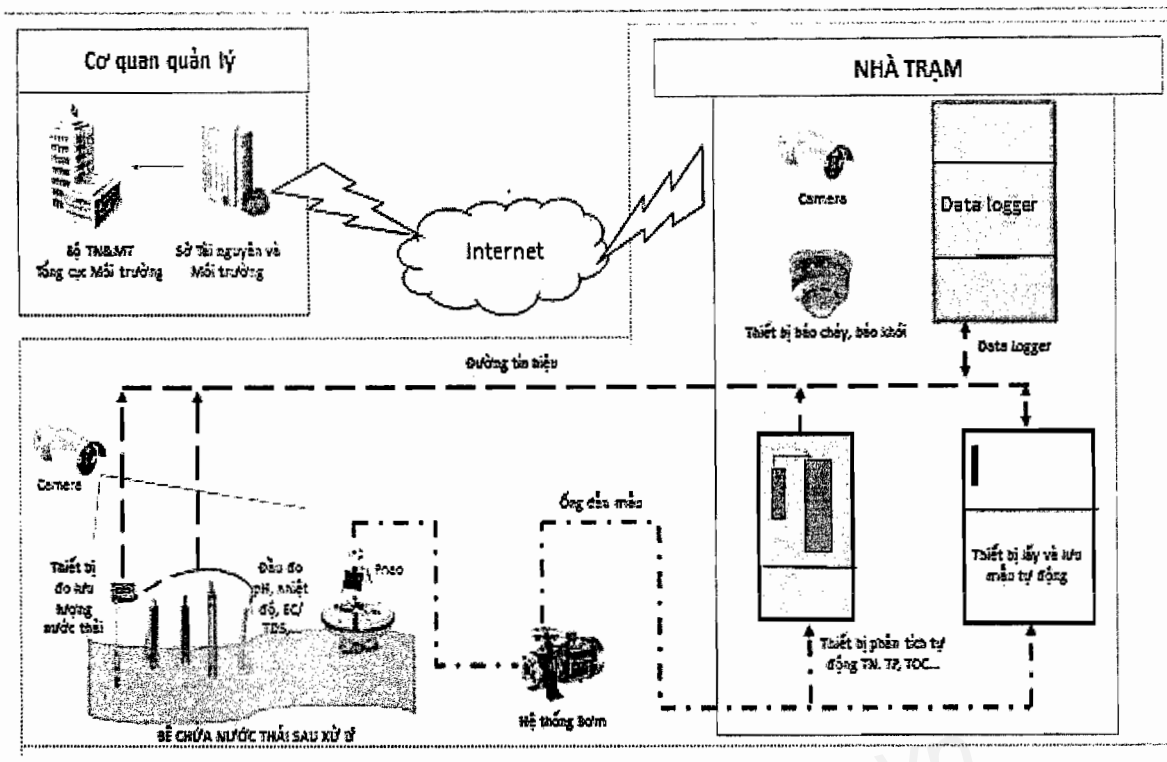 Cơ quan quản lý
Bộ TN&MT
Tổng cục Môi trường
Sở Tài nguyên và
Môi trường
Internet
NHÀ TRẠM
Camera
Data logger
Thiết bị báo cháy, báo khói
Data logger
Đường tín hiệu
Camera
Thiết bị
đo lưu
lượng
nước thải
Đầu đo
pH, nhiệt
độ, EC/
TDS,...
Phao
Ống dẫn mẫu
Hệ thống Bơm
BỂ CHỨA NƯỚC THẢI SAU XỬ LÝ
Thiết bị phân tích tự
động TN, TP, TOC...
Thiết bị lấy và lưu
mẫu tự động